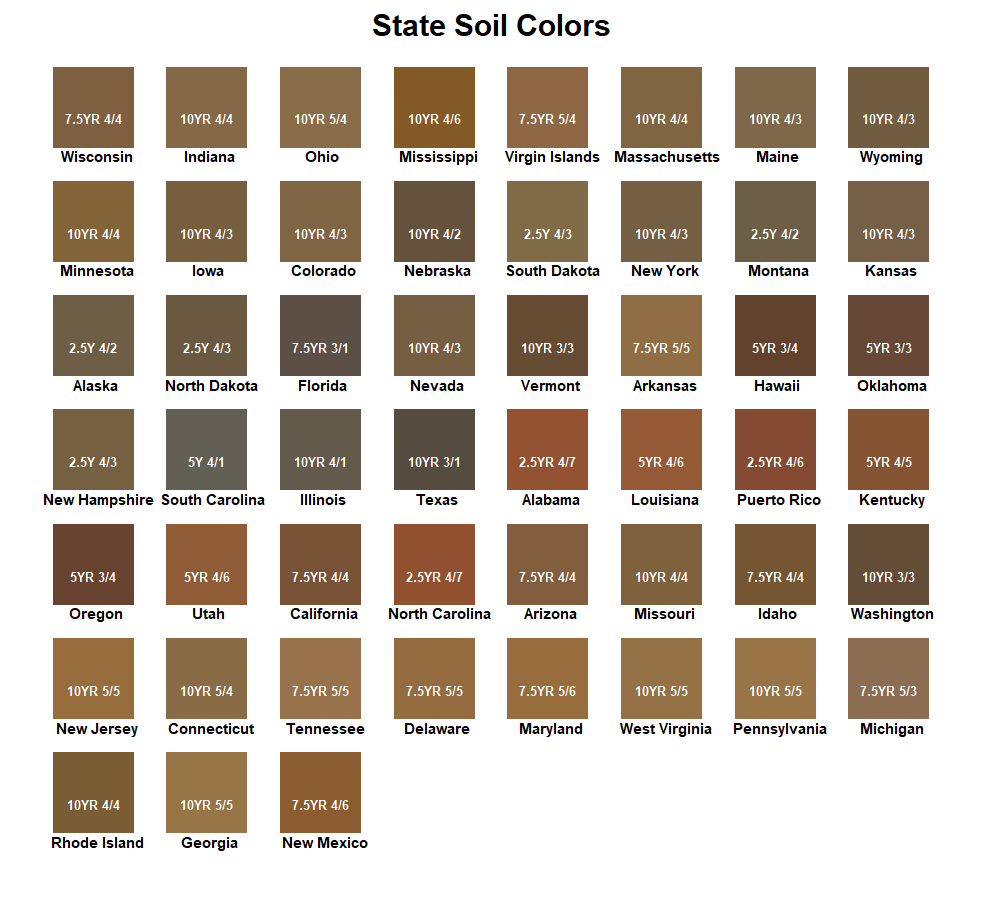 State Soil Colors
7.5YR 4/4 10YR 4/4 10YR 5/4 10YR 4/6 7.5YR 5/4 10YR 4/4 10YR 4/3 10YR 4/3
Wisconsin Indiana Ohio Mississippi Virgin Islands Massachusetts Maine Wyoming
10YR 4/4 10YR 4/3 10YR 4/3 10YR 4/2 2.5Y 4/3 10YR 4/3 2.5Y 4/2 10YR 4/3
Minnesota Iowa Colorado Nebraska South Dakota New York Montana Kansas
2.5Y 4/2 2.5Y 4/3 7.5YR 3/1 10YR 4/3 10YR 3/3 7.5YR 5/5 5YR 3/4 5YR 3/3
Alaska North Dakota Florida Nevada Vermont Arkansas Hawaii Oklahoma
2.5Y 4/3 5Y 4/1 10YR 4/1 10YR 3/1 2.5YR 4/7 5YR 4/6 2.5YR 4/6 5YR 4/5
New Hampshire South Carolina Illinois Texas Alabama Louisiana Puerto Rico Kentucky
5YR 3/4 5YR 4/6 7.5YR 4/4 2.5YR 4/7 7.5YR 4/4 10YR 4/4 7.5YR 4/4 10YR 3/3
Oregon Utah California North Carolina Arizona Missouri Idaho Washington
10YR 5/5 10YR 5/4 7.5YR 5/5 7.5YR 5/5 7.5YR 5/6 10YR 5/5 10YR 5/5 7.5YR 5/3
New Jersey Connecticut Tennessee Delaware Maryland West Virginia Pennsylvania Michigan
10YR 4/4 10YR 5/5 7.5YR 4/6
Rhode Island Georgia New Mexico